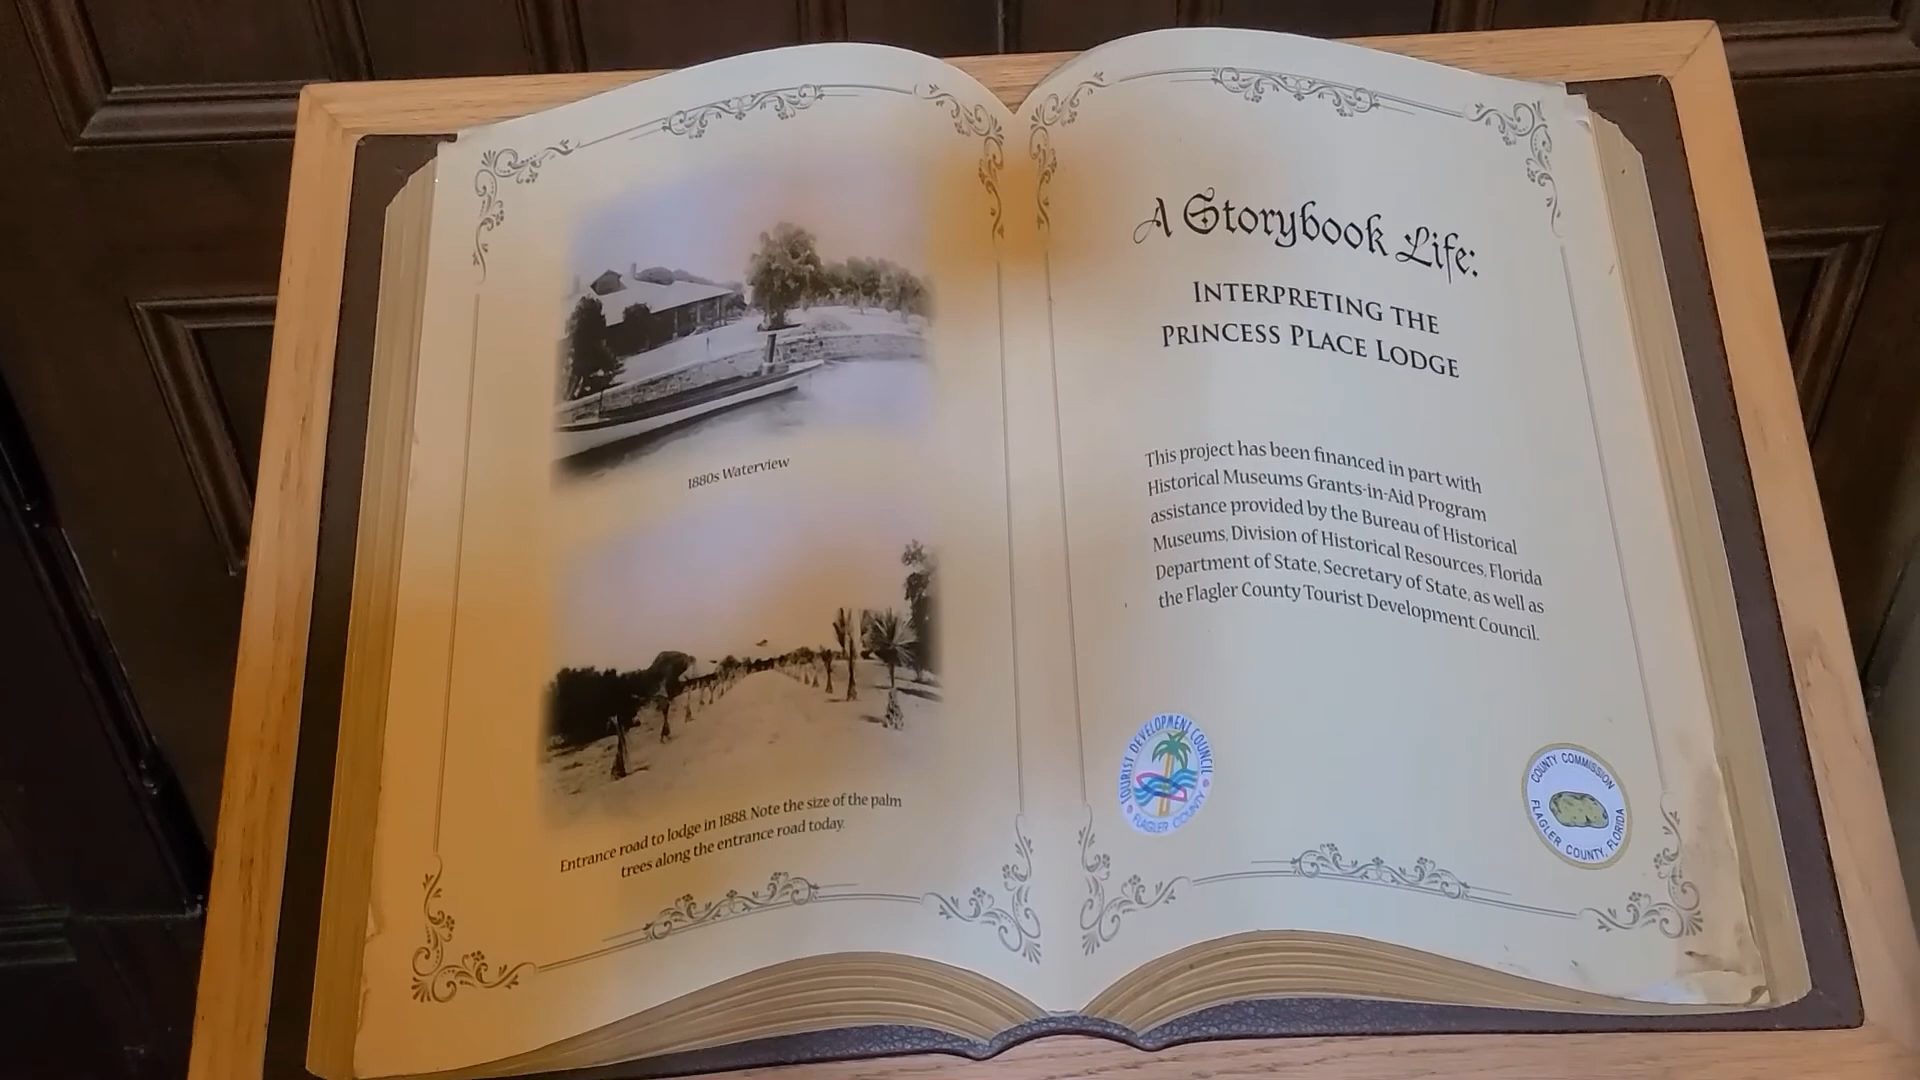 1880s Waterview
Entrance road to lodge in 1888. Note the size of the palm
trees along the entrance road today.
A Storybook Life:
INTERPRETING THE
PRINCESS PLACE LODGE
This project has been financed in part with
Historical Museums Grants-in-Aid Program
assistance provided by the Bureau of Historical
Museums, Division of Historical Resources, Florida
Department of State, Secretary of State, as well as
the Flagler County Tourist Development Council.
TOURIST DEVELOPMENT COUNCIL
FLAGLER COUNTY
COUNTY COMMISSION
FLAGLER COUNTY, FLORIDA